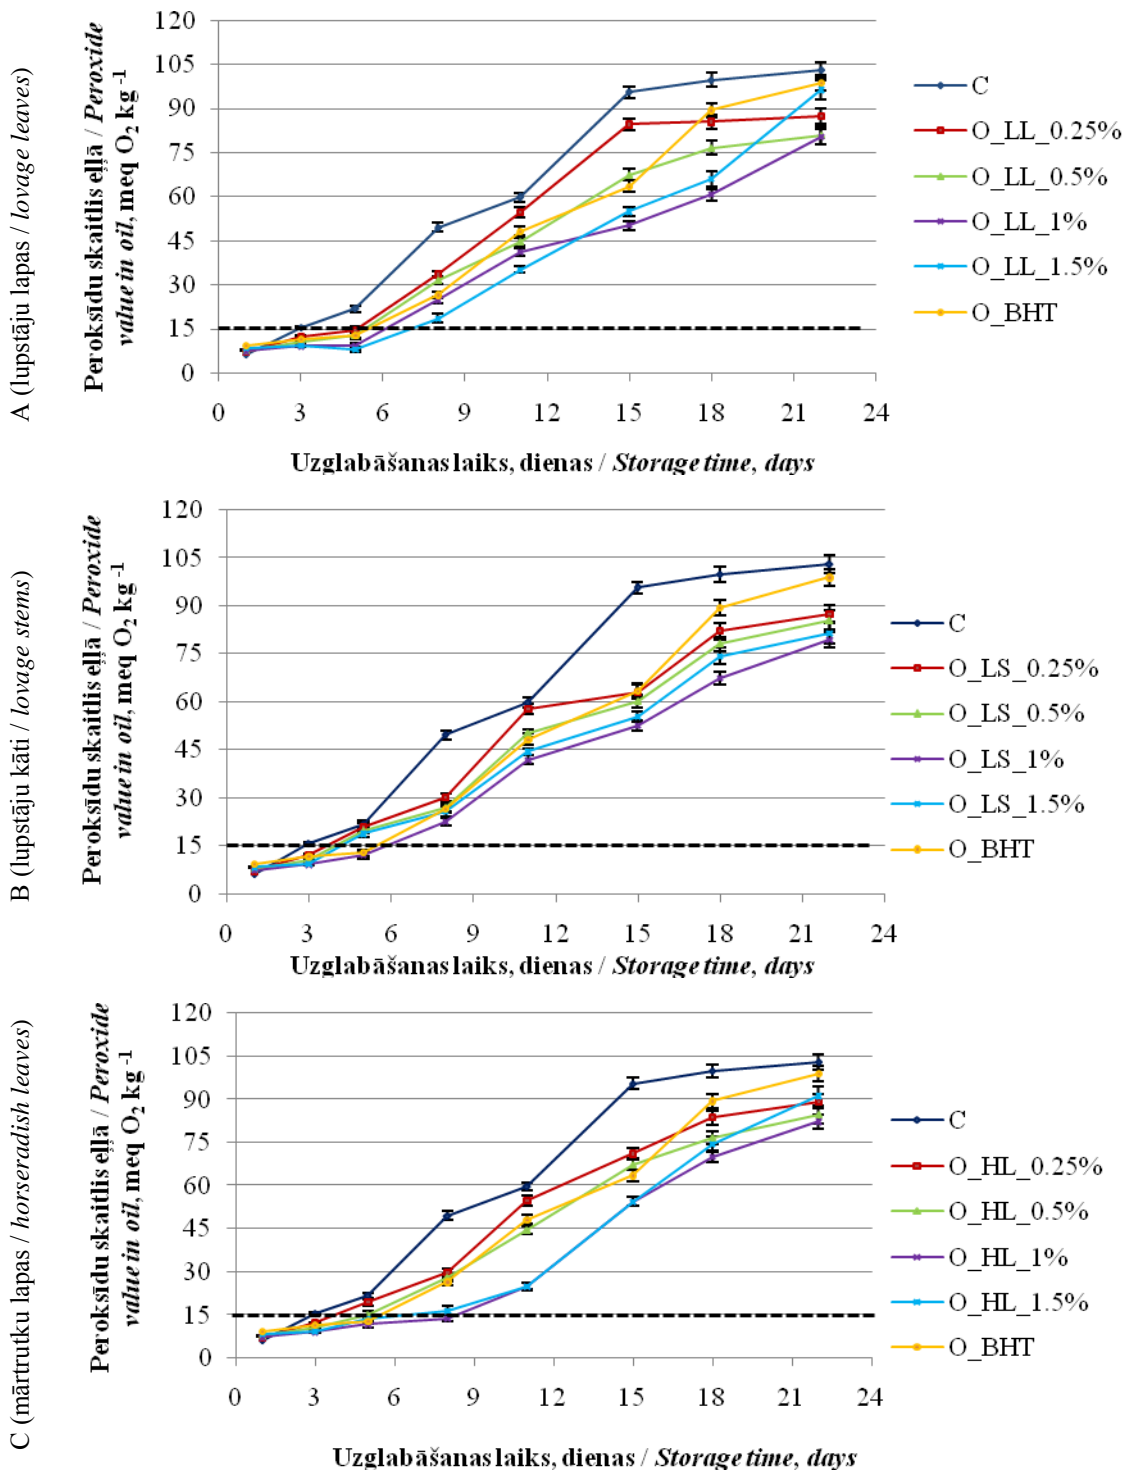 A (lupstāju lapas / lovage leaves)
Peroksīdu skaitlis eļļā / Peroxide
value in oil, meq O₂ kg⁻¹
120
105
90
75
60
45
30
15
0
0 3 6 9 12 15 18 21 24
Uzglabāšanas laiks, dienas / Storage time, days
C
O_LL_0.25%
O_LL_0.5%
O_LL_1%
O_LL_1.5%
O_BHT
B (lupstāju kāti / lovage stems)
Peroksīdu skaitlis eļļā / Peroxide
value in oil, meq O₂ kg⁻¹
120
105
90
75
60
45
30
15
0
0 3 6 9 12 15 18 21 24
Uzglabāšanas laiks, dienas / Storage time, days
C
O_LS_0.25%
O_LS_0.5%
O_LS_1%
O_LS_1.5%
O_BHT
C (mārrutku lapas / horseradish leaves)
Peroksīdu skaitlis eļļā / Peroxide
value in oil, meq O₂ kg⁻¹
120
105
90
75
60
45
30
15
0
0 3 6 9 12 15 18 21 24
Uzglabāšanas laiks, dienas / Storage time, days
C
O_HL_0.25%
O_HL_0.5%
O_HL_1%
O_HL_1.5%
O_BHT